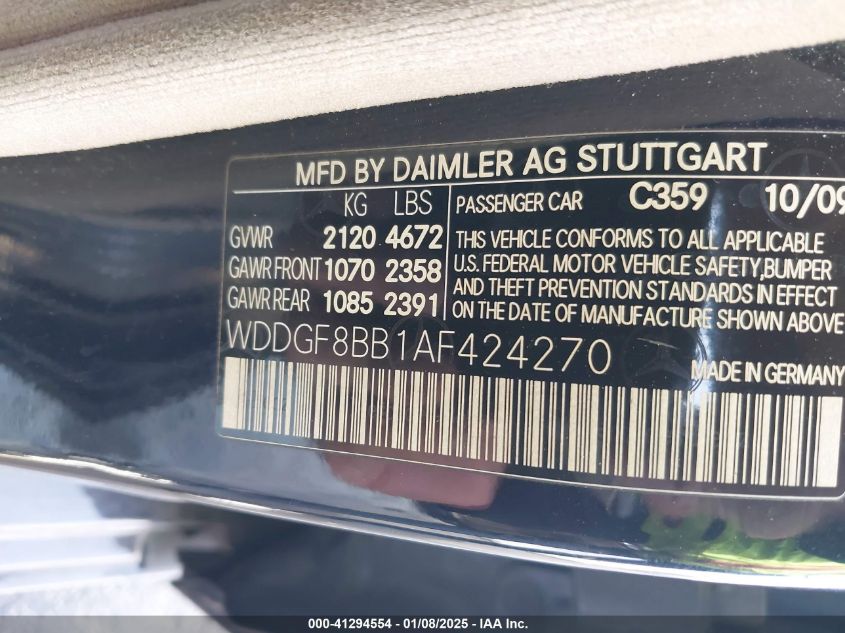 MFD BY DAIMLER AG STUTTGART
KG LBS PASSENGER CAR C359 10/09
GVWR 2120 4672 THIS VEHICLE CONFORMS TO ALL APPLICABLE
GAWR FRONT 1070 2358 U.S. FEDERAL MOTOR VEHICLE SAFETY,BUMPER
GAWR REAR 1085 2391 AND THEFT PREVENTION STANDARDS IN EFFECT
ON THE DATE OF MANUFACTURE SHOWN ABOVE
WDDGF8BB1AF424270
MADE IN GERMANY
000-41294554 - 01/08/2025 - IAA Inc.